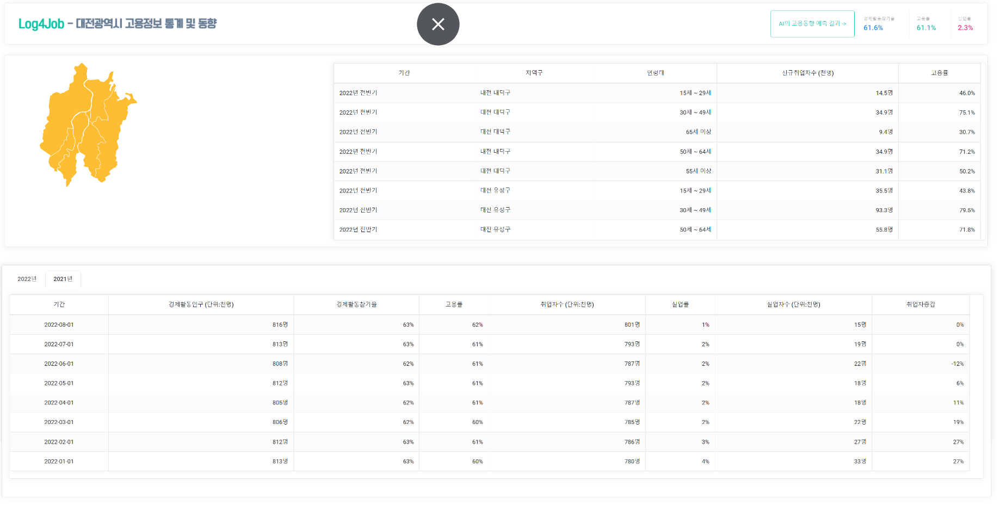 Log4Job - 대전광역시 고용정보 통계 및 동향
AI의 고용동향 예측 결과 ->
경제활동참가율
61.6%
고용률
61.1%
실업률
2.3%
기간 지역구 연령대 신규취업자수 (천명) 고용률
2022년 전반기 대전 대덕구 15세 ~ 29세 14.5명 46.0%
2022년 전반기 대전 대덕구 30세 ~ 49세 34.9명 75.1%
2022년 전반기 대전 대덕구 65세 이상 9.4명 30.7%
2022년 전반기 대전 대덕구 50세 ~ 64세 34.9명 71.2%
2022년 전반기 대전 대덕구 55세 이상 31.1명 50.2%
2022년 전반기 대전 유성구 15세 ~ 29세 35.5명 43.8%
2022년 전반기 대전 유성구 30세 ~ 49세 93.3명 79.5%
2022년 전반기 대전 유성구 50세 ~ 64세 55.8명 71.8%
2022년 2021년
기간 경제활동인구 (단위:천명) 경제활동참가율 고용률 취업자수 (단위:천명) 실업률 실업자수 (단위:천명) 취업자증감
2022-08-01 816명 63% 62% 801명 1% 15명 0%
2022-07-01 813명 63% 61% 793명 2% 19명 0%
2022-06-01 808명 62% 61% 787명 2% 22명 -12%
2022-05-01 812명 63% 61% 793명 2% 18명 6%
2022-04-01 805명 62% 61% 787명 2% 18명 11%
2022-03-01 806명 62% 60% 785명 2% 22명 19%
2022-02-01 812명 63% 61% 786명 3% 27명 27%
2022-01-01 813명 63% 60% 780명 4% 33명 27%